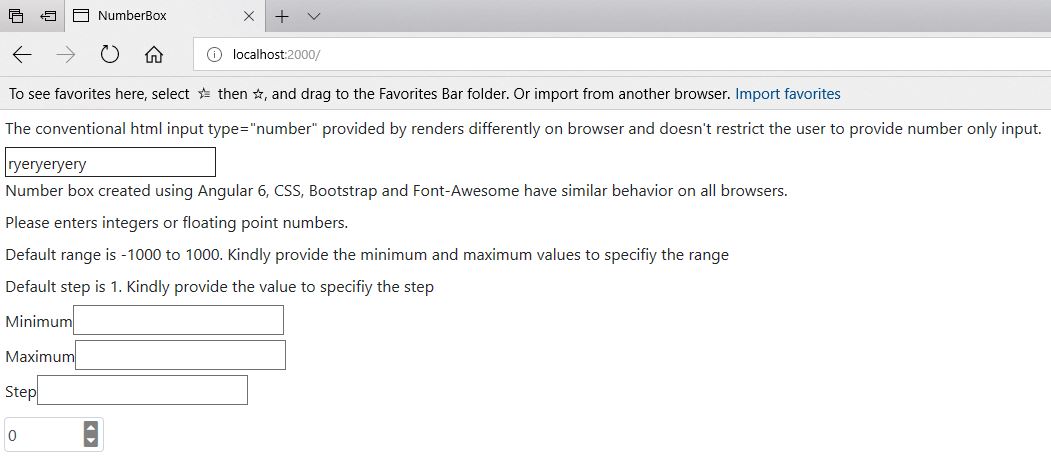 NumberBox
localhost:2000/
To see favorites here, select then , and drag to the Favorites Bar folder. Or import from another browser. Import favorites
The conventional html input type="number" provided by renders differently on browser and doesn't restrict the user to provide number only input.
ryeryeryery
Number box created using Angular 6, CSS, Bootstrap and Font-Awesome have similar behavior on all browsers.
Please enters integers or floating point numbers.
Default range is -1000 to 1000. Kindly provide the minimum and maximum values to specifiy the range
Default step is 1. Kindly provide the value to specifiy the step
Minimum
Maximum
Step
0